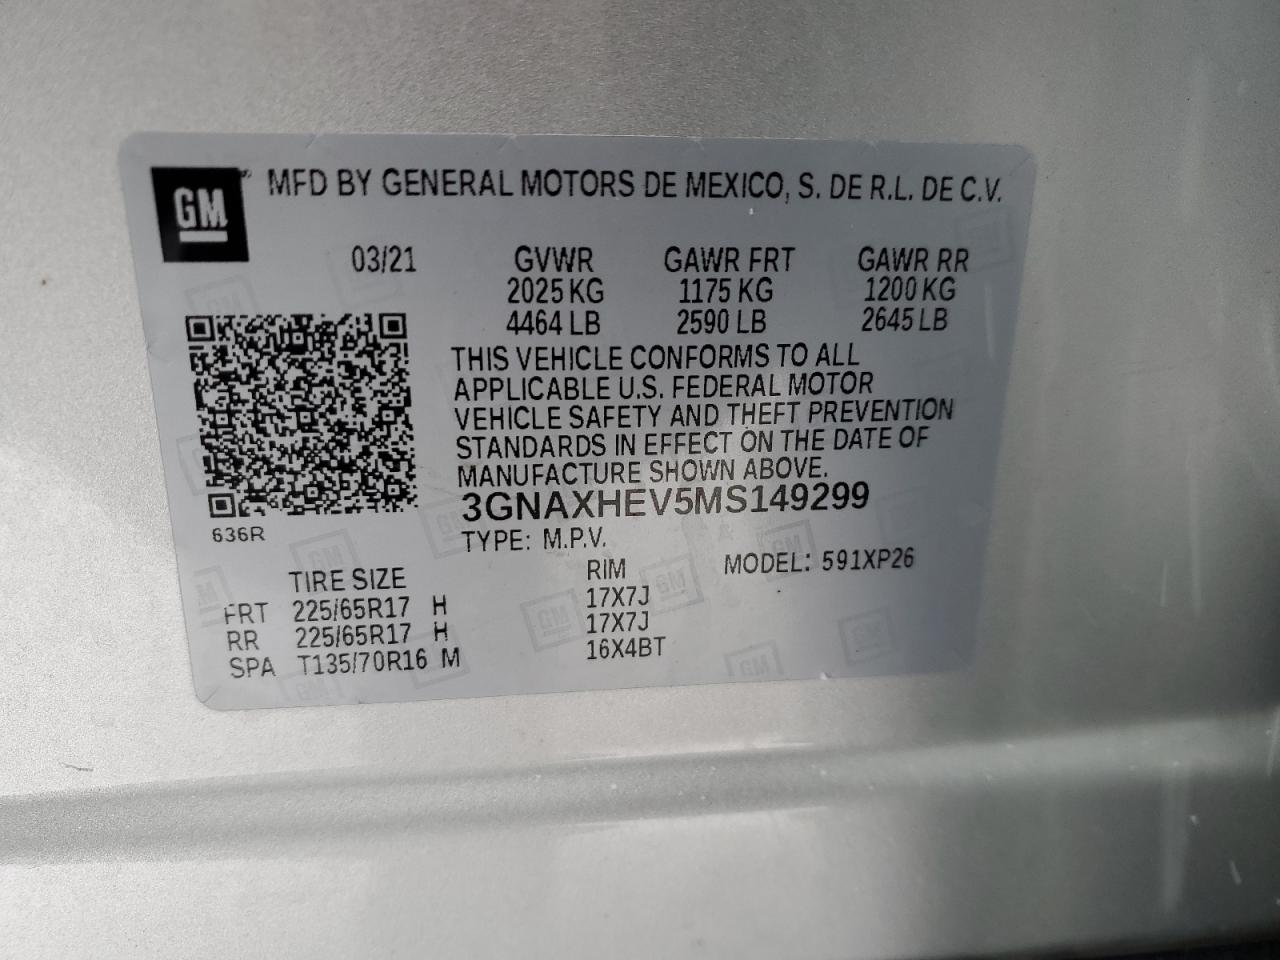 GM MFD BY GENERAL MOTORS DE MEXICO, S. DE R.L. DE C.V.
03/21 GVWR GAWR FRT GAWR RR
2025 KG 1175 KG 1200 KG
4464 LB 2590 LB 2645 LB
THIS VEHICLE CONFORMS TO ALL
APPLICABLE U.S. FEDERAL MOTOR
VEHICLE SAFETY AND THEFT PREVENTION
STANDARDS IN EFFECT ON THE DATE OF
MANUFACTURE SHOWN ABOVE.
3GNAXHEV5MS149299
636R
TYPE: M.P.V.
MODEL: 591XP26
TIRE SIZE RIM
FRT 225/65R17 H 17X7J
RR 225/65R17 H 17X7J
SPA T135/70R16 M 16X4BT